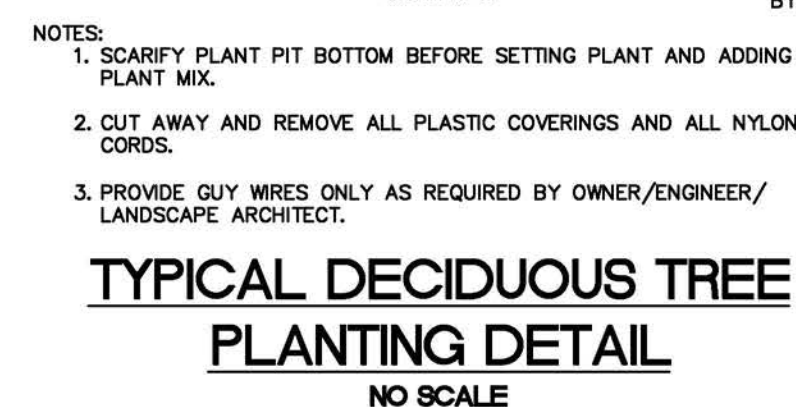 BY
NOTES:
1. SCARIFY PLANT PIT BOTTOM BEFORE SETTING PLANT AND ADDING
PLANT MIX.
2. CUT AWAY AND REMOVE ALL PLASTIC COVERINGS AND ALL NYLON
CORDS.
3. PROVIDE GUY WIRES ONLY AS REQUIRED BY OWNER/ENGINEER/
LANDSCAPE ARCHITECT.
TYPICAL DECIDUOUS TREE
PLANTING DETAIL
NO SCALE